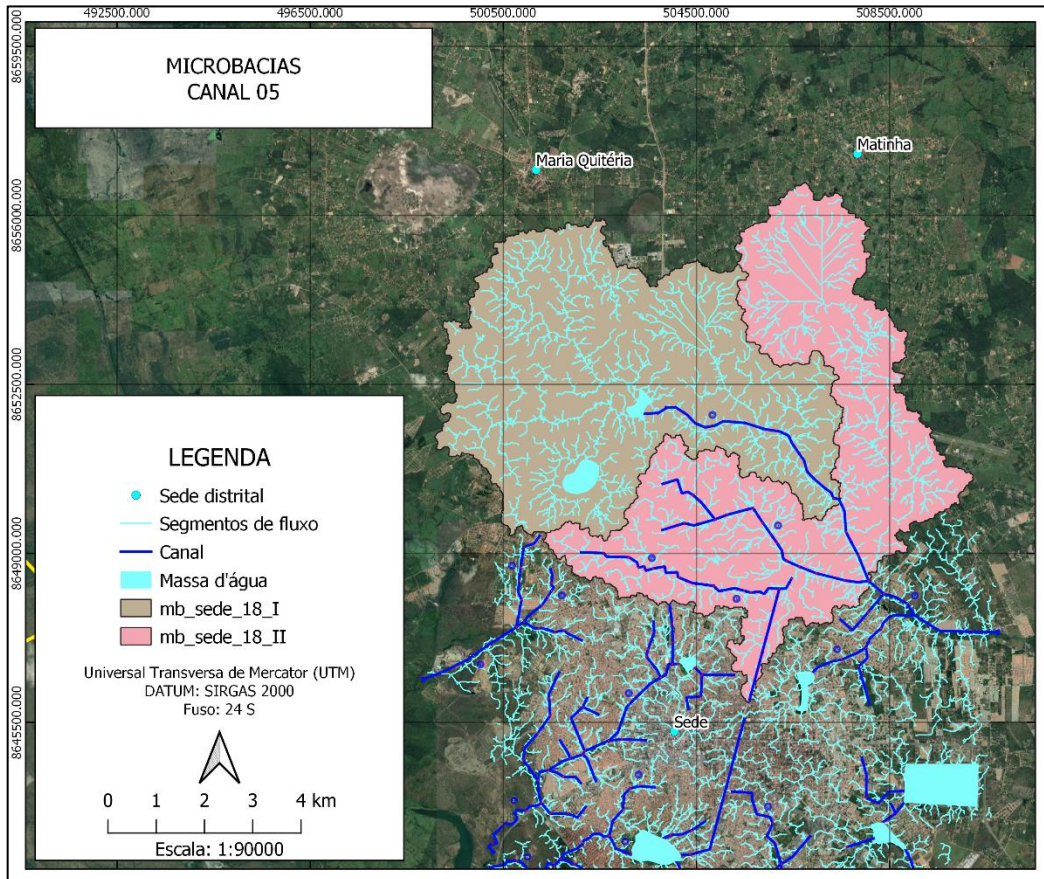 492500.000 496500.000 500500.000 504500.000 508500.000
8659500.000
8656000.000
8652500.000
8649000.000
8645500.000
MICROBACIAS
CANAL 05
Maria Quitéria
Matinha
Sede
LEGENDA
Sede distrital
Segmentos de fluxo
Canal
Massa d'água
mb_sede_18_I
mb_sede_18_II
Universal Transversa de Mercator (UTM)
DATUM: SIRGAS 2000
Fuso: 24 S
0 1 2 3 4 km
Escala: 1:90000